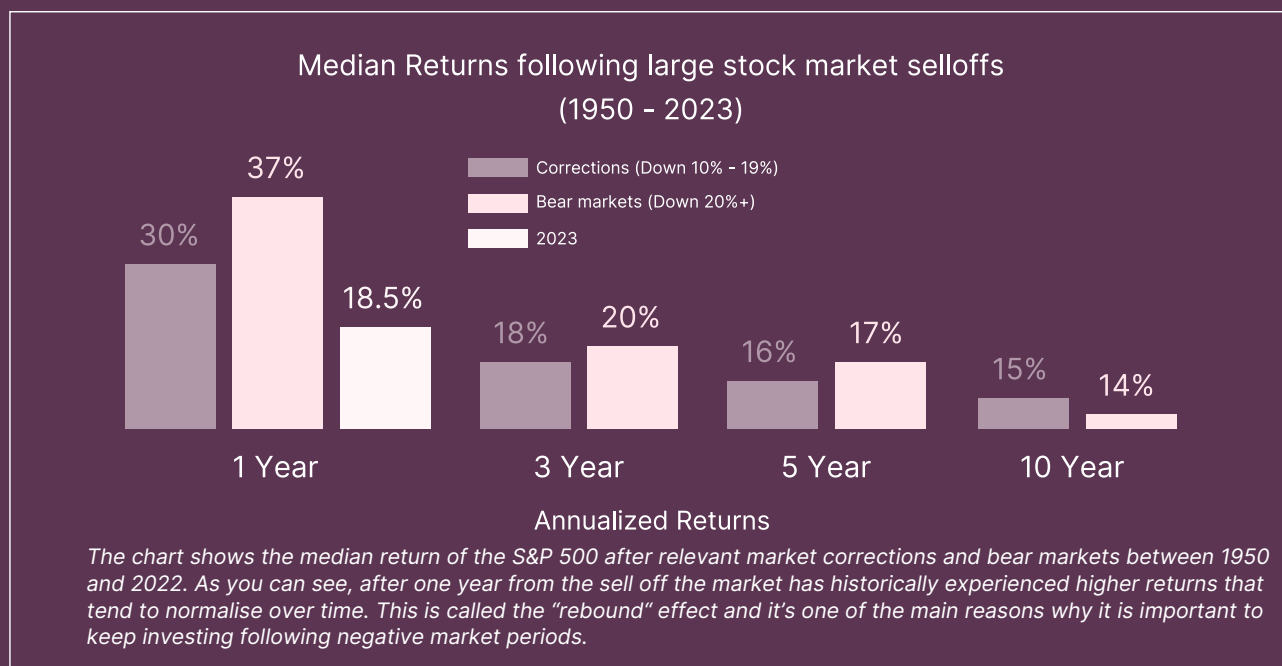 Median Returns following large stock market selloffs
(1950 - 2023)
Corrections (Down 10% - 19%)
Bear markets (Down 20%+)
2023
30%
37%
18.5%
18%
20%
16%
17%
15%
14%
1 Year
3 Year
5 Year
10 Year
Annualized Returns
The chart shows the median return of the S&P 500 after relevant market corrections and bear markets between 1950
and 2022. As you can see, after one year from the sell off the market has historically experienced higher returns that
tend to normalise over time. This is called the “rebound“ effect and it’s one of the main reasons why it is important to
keep investing following negative market periods.